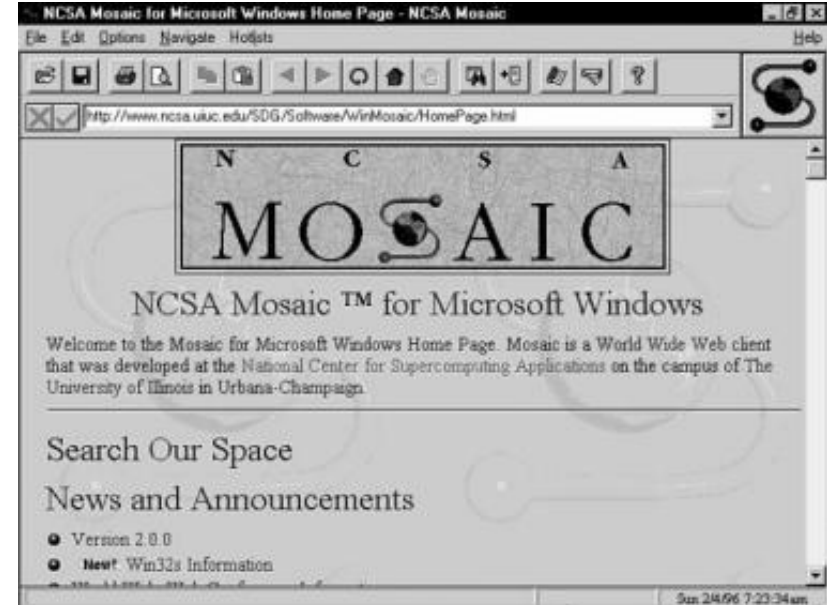 NCSA Mosaic for Microsoft Windows Home Page - NCSA Mosaic
File Edit Options Navigate Hotlists Help
http://www.ncsa.uiuc.edu/SDG/Software/WinMosaic/HomePage.html
N C S A
MOSAIC
NCSA Mosaic ™ for Microsoft Windows
Welcome to the Mosaic for Microsoft Windows Home Page. Mosaic is a World Wide Web client
that was developed at the National Center for Supercomputing Applications on the campus of The
University of Illinois in Urbana-Champaign.
Search Our Space
News and Announcements
Version 2.0.0
New! Win32s Information
Sun 2/4/96 7:23:34am